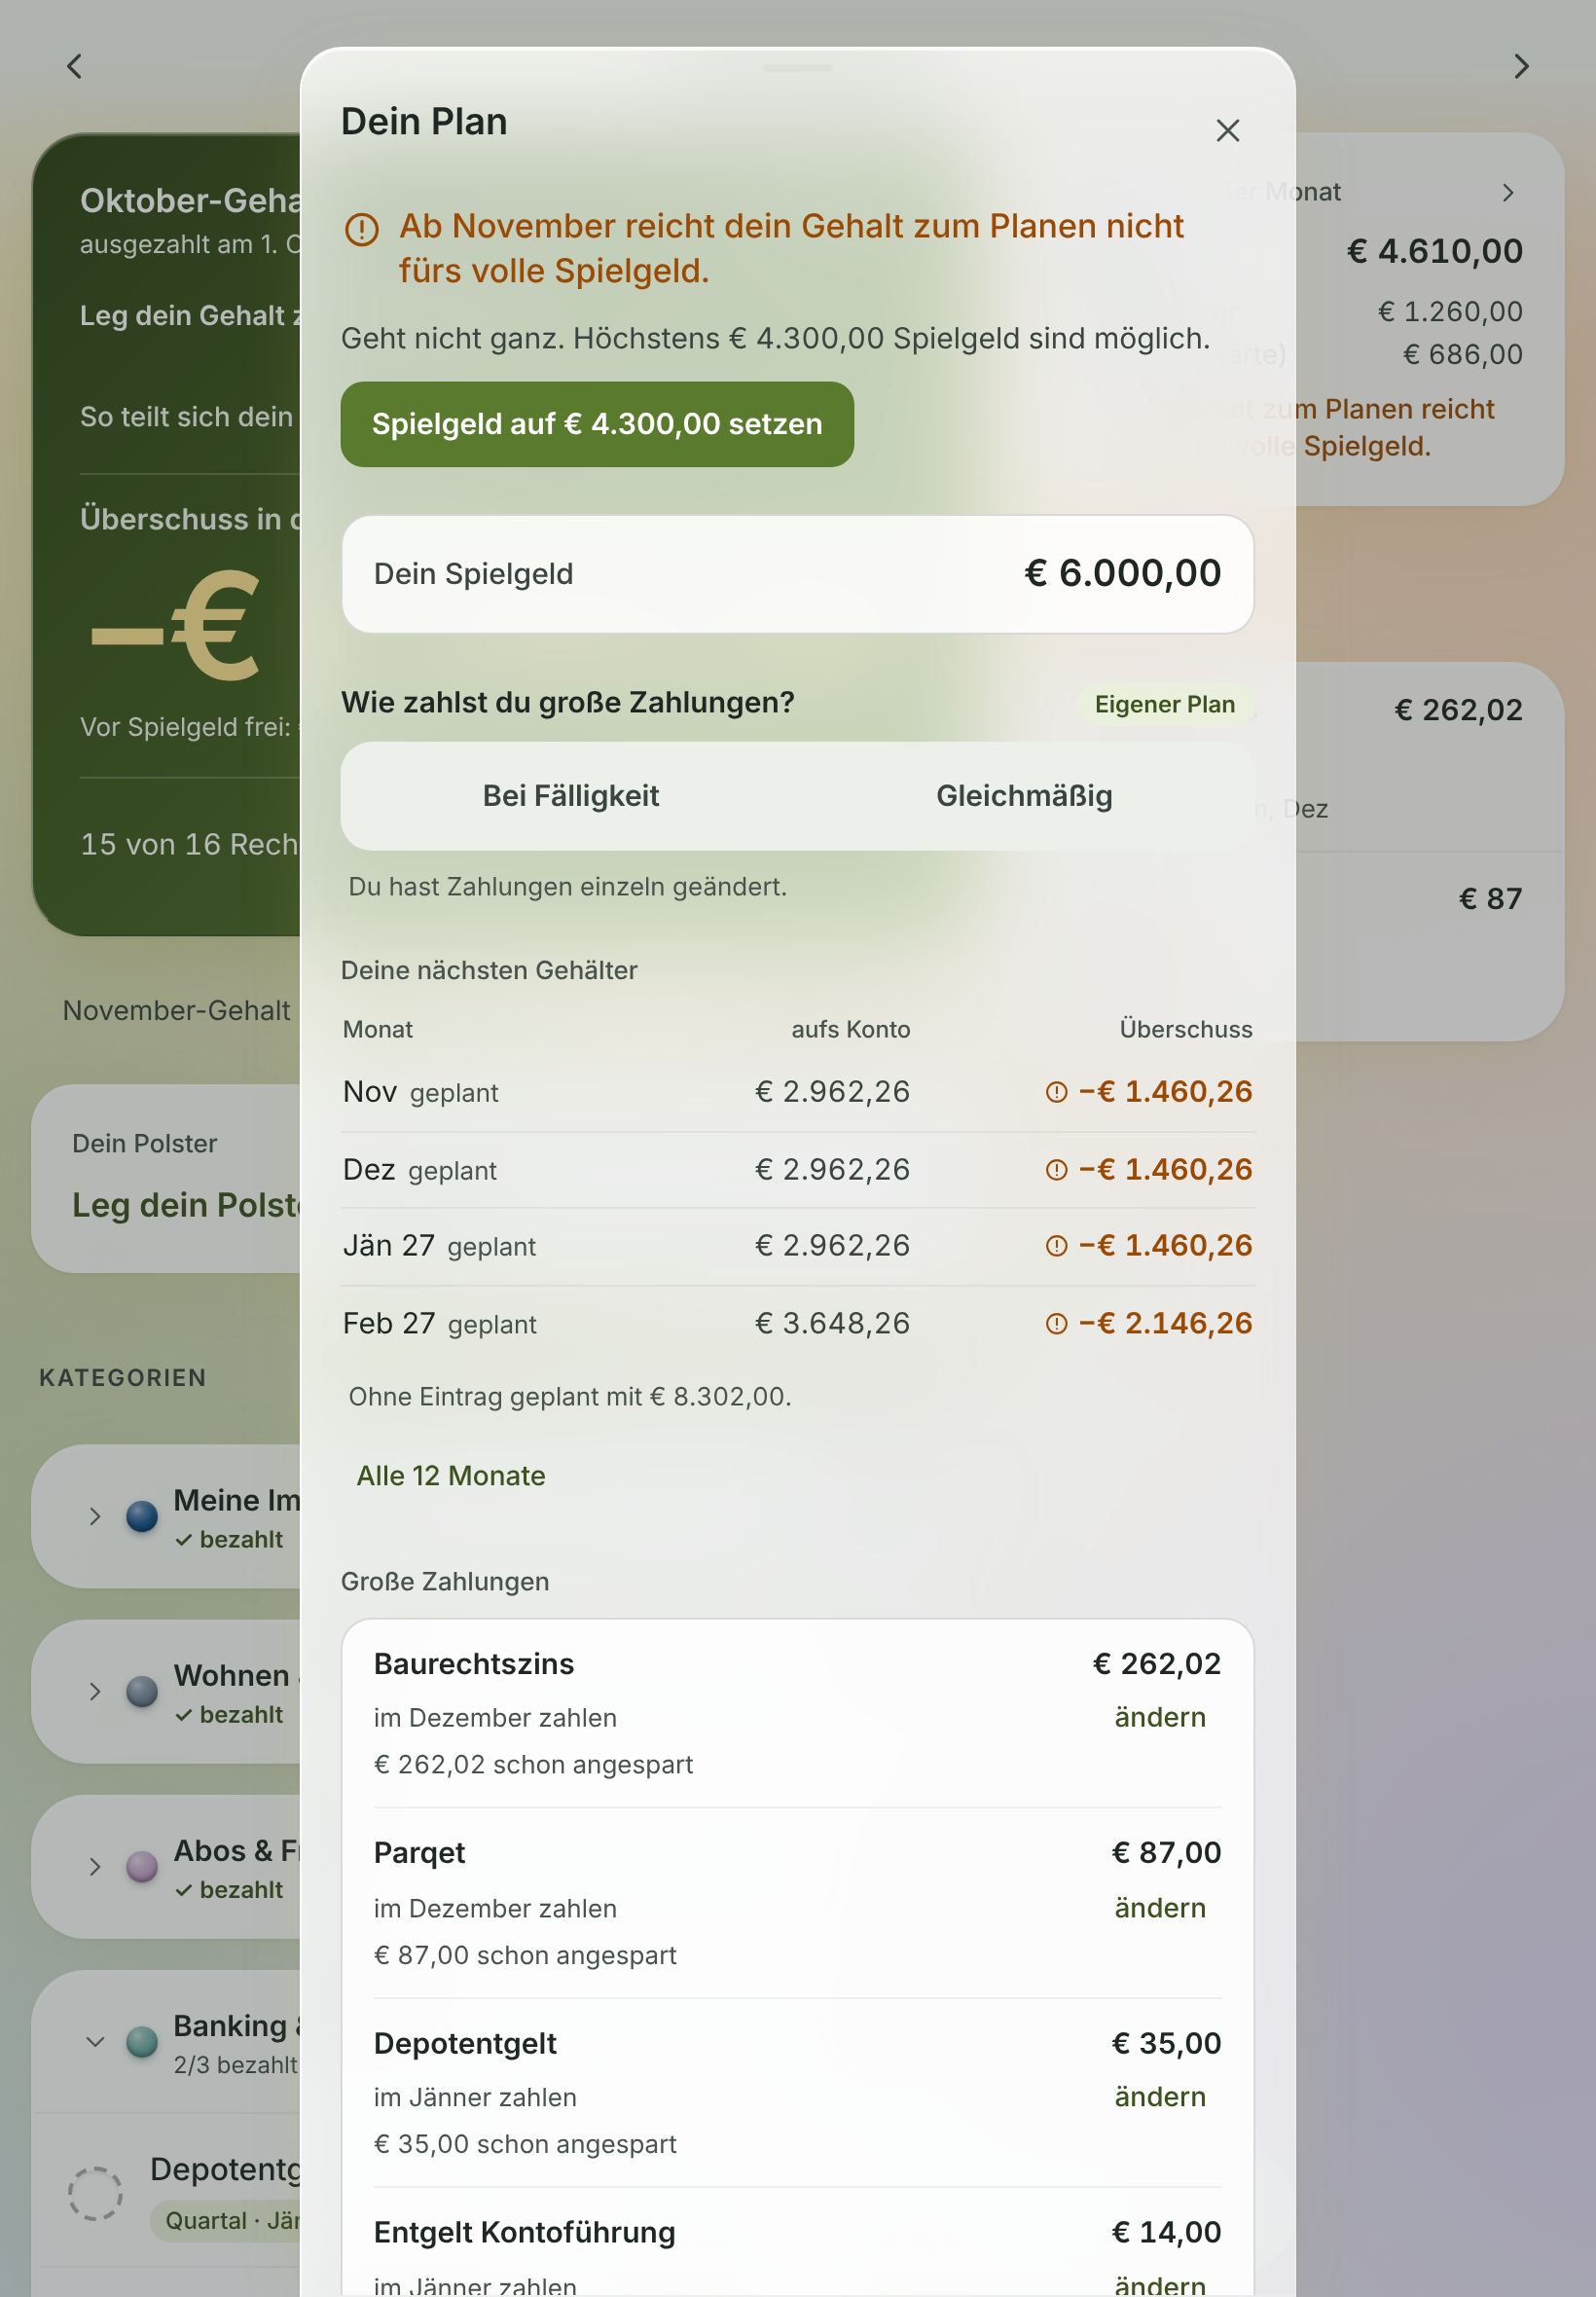 Dein Plan
Ab November reicht dein Gehalt zum Planen nicht
fürs volle Spielgeld.
Geht nicht ganz. Höchstens € 4.300,00 Spielgeld sind möglich.
Spielgeld auf € 4.300,00 setzen
Dein Spielgeld € 6.000,00
Wie zahlst du große Zahlungen? Eigener Plan
Bei Fälligkeit Gleichmäßig
Du hast Zahlungen einzeln geändert.
Deine nächsten Gehälter
Monat aufs Konto Überschuss
Nov geplant € 2.962,26 −€ 1.460,26
Dez geplant € 2.962,26 −€ 1.460,26
Jän 27 geplant € 2.962,26 −€ 1.460,26
Feb 27 geplant € 3.648,26 −€ 2.146,26
Ohne Eintrag geplant mit € 8.302,00.
Alle 12 Monate
Große Zahlungen
Baurechtszins € 262,02
im Dezember zahlen ändern
€ 262,02 schon angespart
Parqet € 87,00
im Dezember zahlen ändern
€ 87,00 schon angespart
Depotentgelt € 35,00
im Jänner zahlen ändern
€ 35,00 schon angespart
Entgelt Kontoführung € 14,00
im Jänner zahlen ändern
Oktober-Geha
ausgezahlt am 1.
Leg dein Gehalt
So teilt sich dein
Überschuss in
−€
Vor Spielgeld frei:
15 von 16 Rech
November-Gehalt
Dein Polster
Leg dein Polst
KATEGORIEN
Meine Im
✓ bezahlt
Wohnen
✓ bezahlt
Abos & F
✓ bezahlt
Banking &
2/3 bezahlt
Depotentg
Quartal · Jän
Monat
€ 4.610,00
€ 1.260,00
arte) € 686,00
zum Planen reicht
volle Spielgeld.
€ 262,02
n, Dez
€ 87